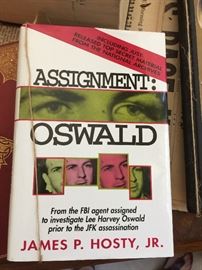 INCLUDING JUST-
RELEASED TOP SECRET MATERIAL
FROM THE NATIONAL ARCHIVES
ASSIGNMENT:
OSWALD
From the FBI agent assigned
to investigate Lee Harvey Oswald
prior to the JFK assassination
JAMES P. HOSTY, JR.